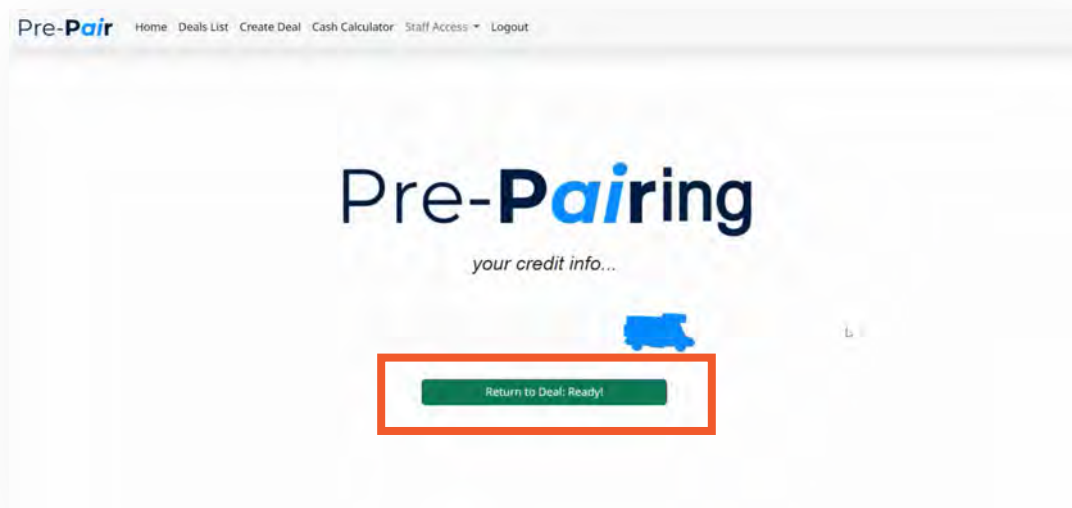 Pre-Pair Home Deals List Create Deal Cash Calculator Staff Access Logout
Pre-Pairing
your credit info...
Return to Deal: Ready!